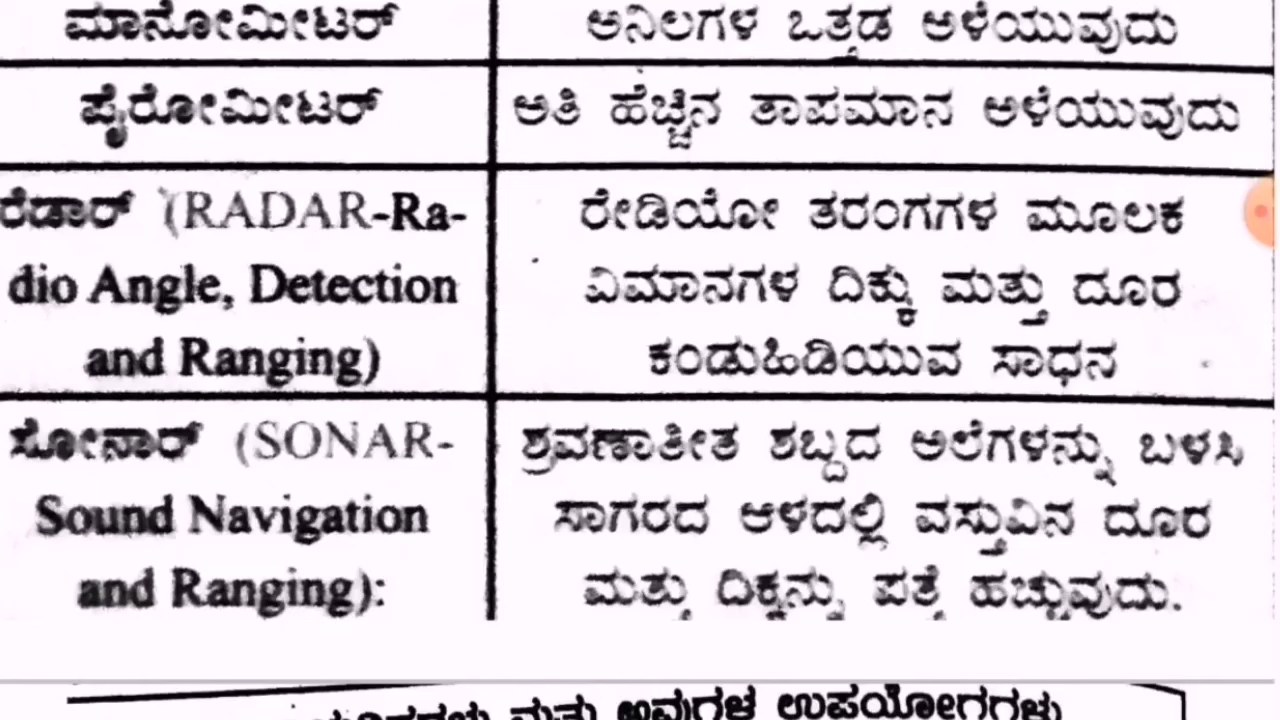 ಮಾನೋಮೀಟರ್ ಅನಿಲಗಳ ಒತ್ತಡ ಅಳೆಯುವುದು
ಪೈರೋಮೀಟರ್ ಅತಿ ಹೆಚ್ಚಿನ ತಾಪಮಾನ ಅಳೆಯುವುದು
ರೆಡಾರ್ (RADAR-Ra-
dio Angle, Detection
and Ranging)
ರೇಡಿಯೋ ತರಂಗಗಳ ಮೂಲಕ
ವಿಮಾನಗಳ ದಿಕ್ಕು ಮತ್ತು ದೂರ
ಕಂಡುಹಿಡಿಯುವ ಸಾಧನ
ಸೋನಾರ್ (SONAR-
Sound Navigation
and Ranging):
ಶ್ರವಣಾತೀತ ಶಬ್ದದ ಅಲೆಗಳನ್ನು ಬಳಸಿ
ಸಾಗರದ ಆಳದಲ್ಲಿ ವಸ್ತುವಿನ ದೂರ
ಮತ್ತು ದಿಕ್ಕನ್ನು ಪತ್ತೆ ಹಚ್ಚುವುದು.
ಮತ್ತು ಅವುಗಳ ಉಪಯೋಗಗಳು